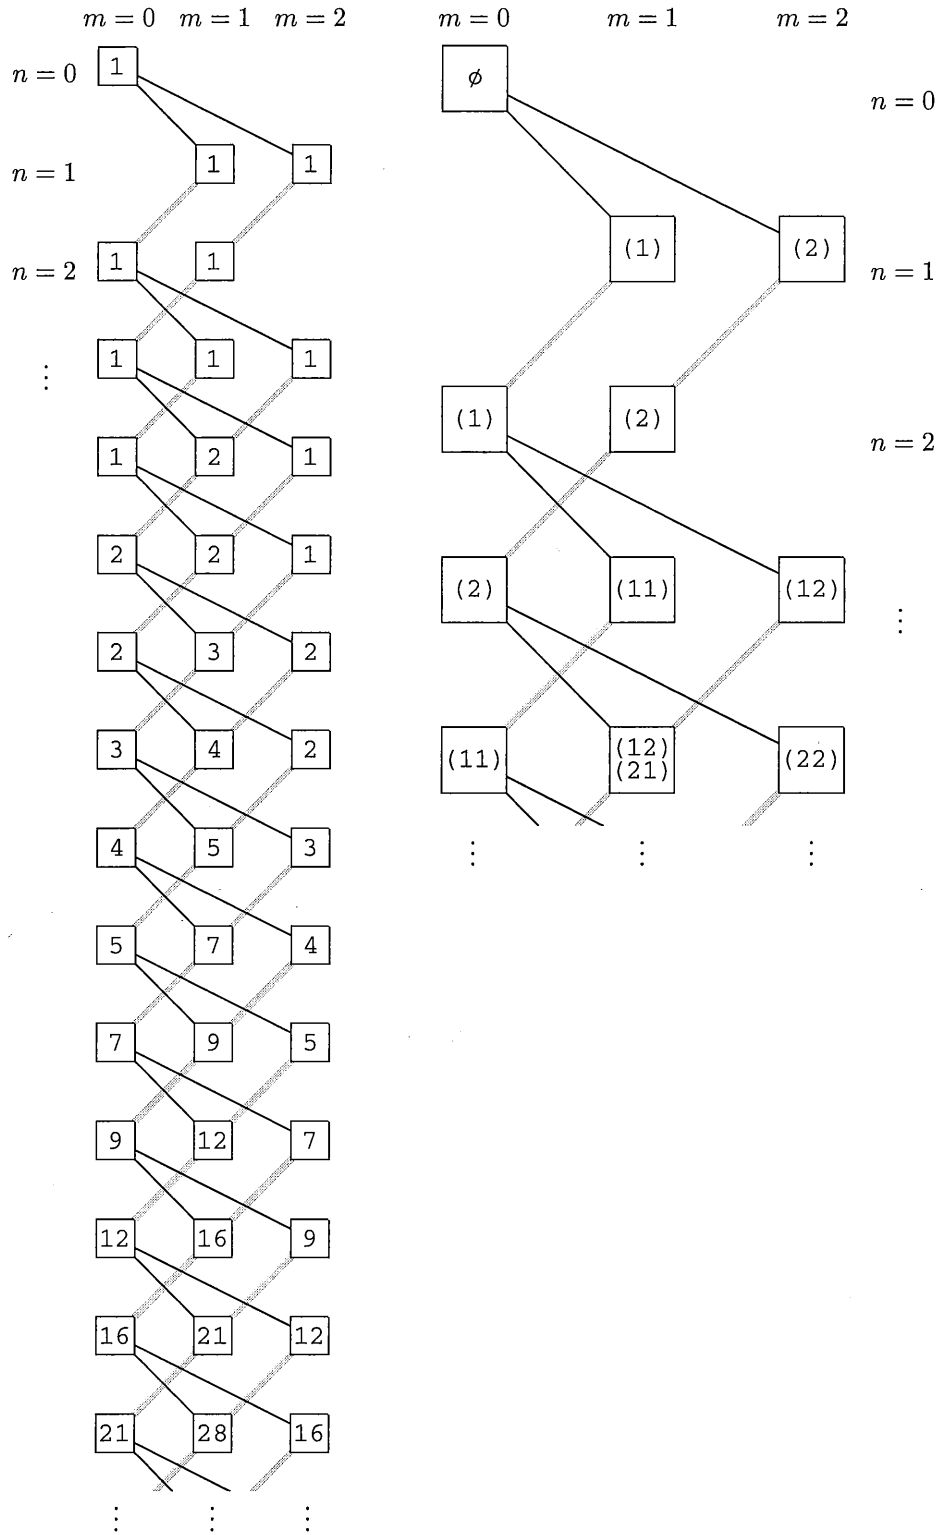 m = 0 m = 1 m = 2
n = 0 1
n = 1 1 1
n = 2 1 1
⋮ 1 1 1
1 2 1
2 2 1
2 3 2
3 4 2
4 5 3
5 7 4
7 9 5
9 12 7
12 16 9
16 21 12
21 28 16
⋮ ⋮ ⋮
m = 0 m = 1 m = 2
ø n = 0
(1) (2) n = 1
(1) (2) n = 2
(2) (11) (12) ⋮
(11) (12) (22)
(21)
⋮ ⋮ ⋮